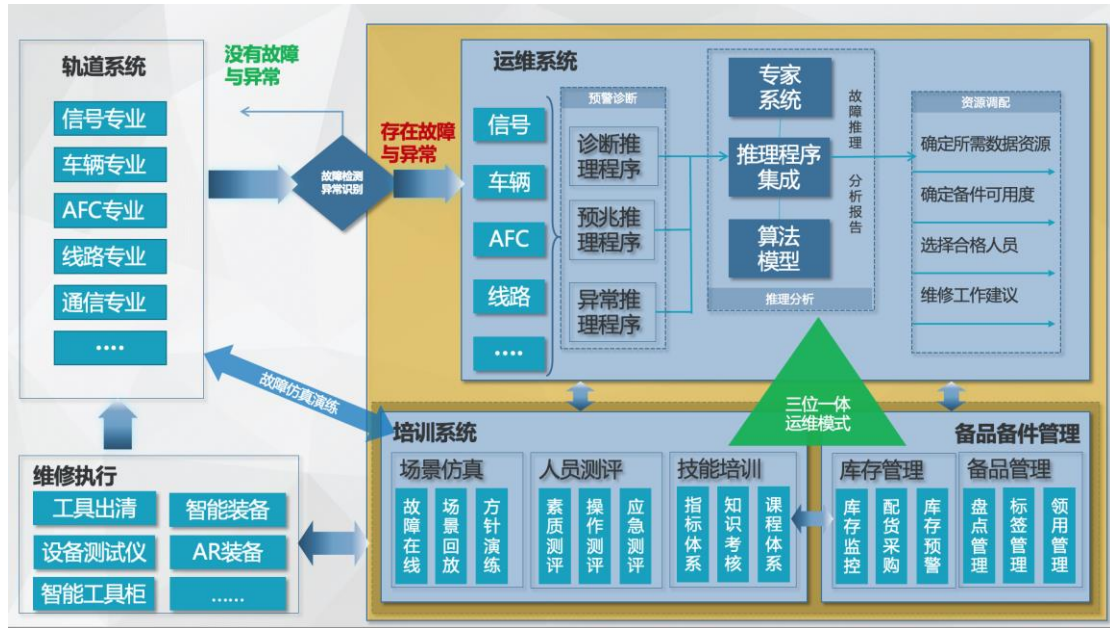 轨道系统
信号专业
车辆专业
AFC专业
线路专业
通信专业
....
没有故障
与异常
故障检测
异常识别
存在故障
与异常
运维系统
信号
车辆
AFC
线路
....
预警诊断
诊断推
理程序
预兆推
理程序
异常推
理程序
专家
系统
推理程序
集成
算法
模型
故障推理
分析报告
推理分析
资源调配
确定所需数据资源
确定备件可用度
选择合格人员
维修工作建议
故障仿真演练
三位一体
运维模式
维修执行
工具出清
智能装备
设备测试仪
AR装备
智能工具柜
......
培训系统
场景仿真
故障在线
场景回放
方针演练
人员测评
素质测评
操作测评
应急测评
技能培训
指标体系
知识考核
课程体系
备品备件管理
库存管理
库存监控
配货采购
库存预警
备品管理
盘点管理
标签管理
领用管理